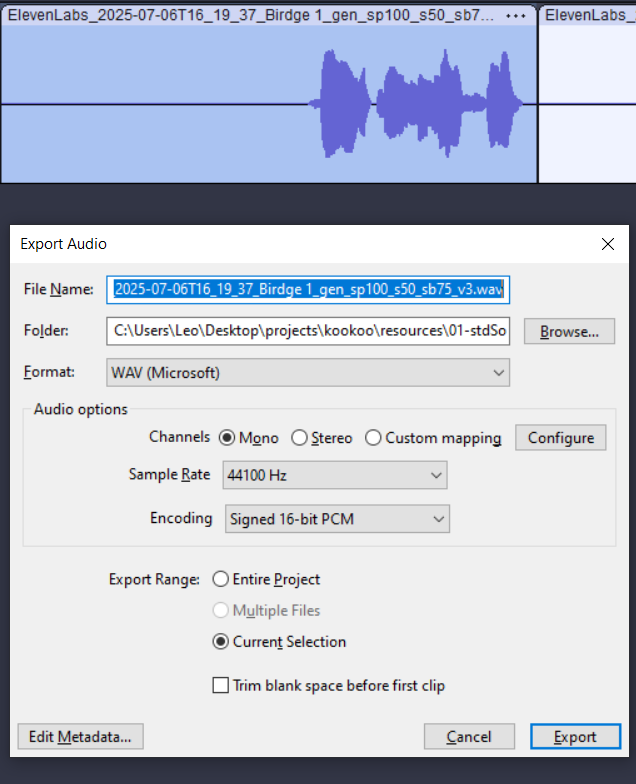 ElevenLabs_2025-07-06T16_19_37_Birdge 1_gen_sp100_s50_sb7... ... ElevenLabs_
Export Audio
File Name: 2025-07-06T16_19_37_Birdge 1_gen_sp100_s50_sb75_v3.wav
Folder: C:\Users\Leo\Desktop\projects\kookoo\resources\01-stdSo Browse...
Format: WAV (Microsoft)
Audio options
Channels Mono Stereo Custom mapping Configure
Sample Rate 44100 Hz
Encoding Signed 16-bit PCM
Export Range: Entire Project
Multiple Files
Current Selection
Trim blank space before first clip
Edit Metadata... Cancel Export